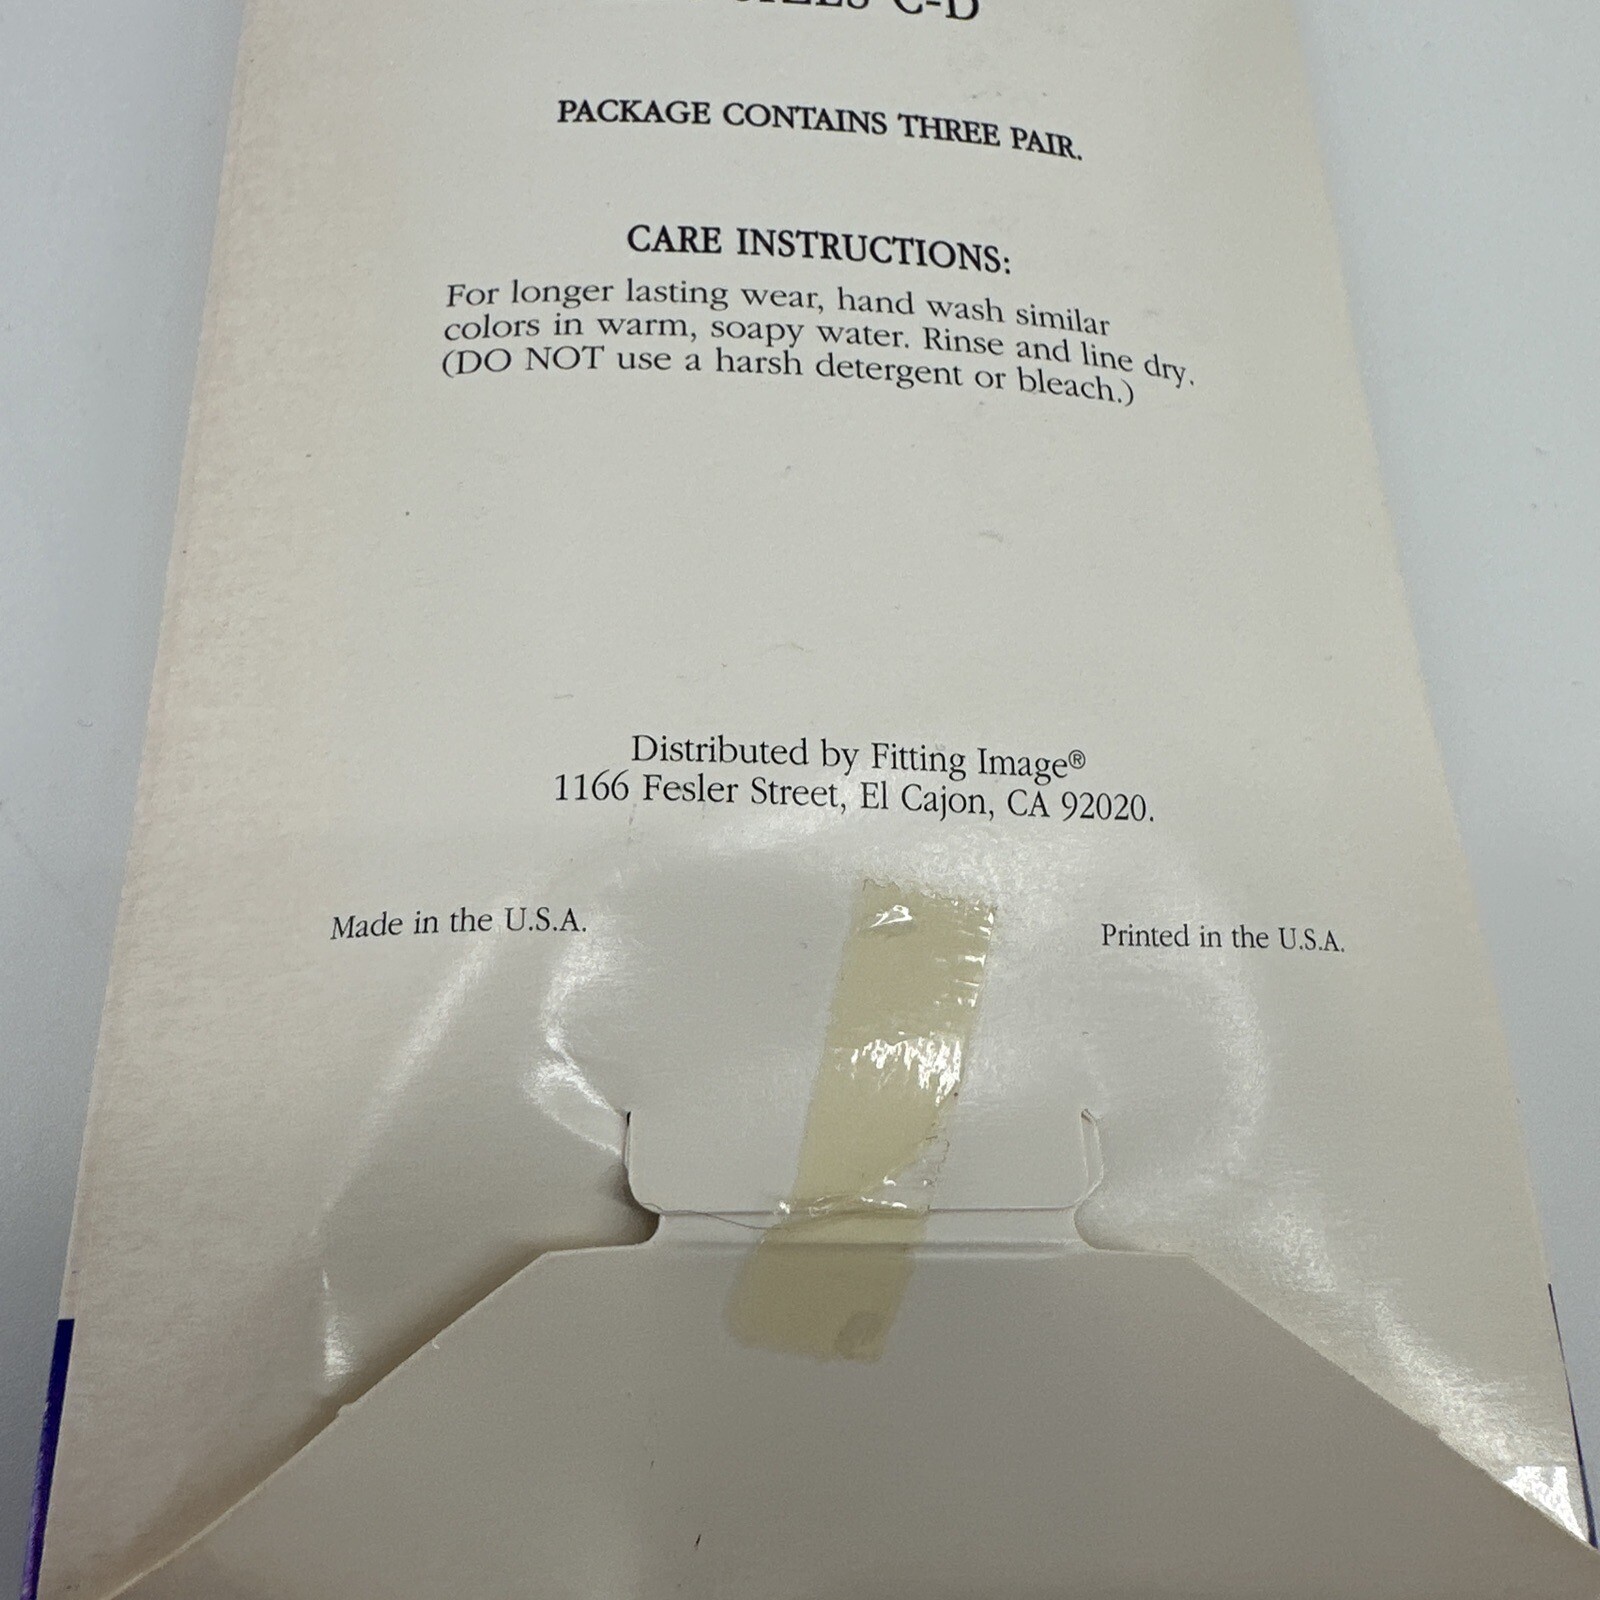 C-D
PACKAGE CONTAINS THREE PAIR.
CARE INSTRUCTIONS:
For longer lasting wear, hand wash similar
colors in warm, soapy water. Rinse and line dry.
(DO NOT use a harsh detergent or bleach.)
Distributed by Fitting Image®
1166 Fesler Street, El Cajon, CA 92020.
Made in the U.S.A.
Printed in the U.S.A.